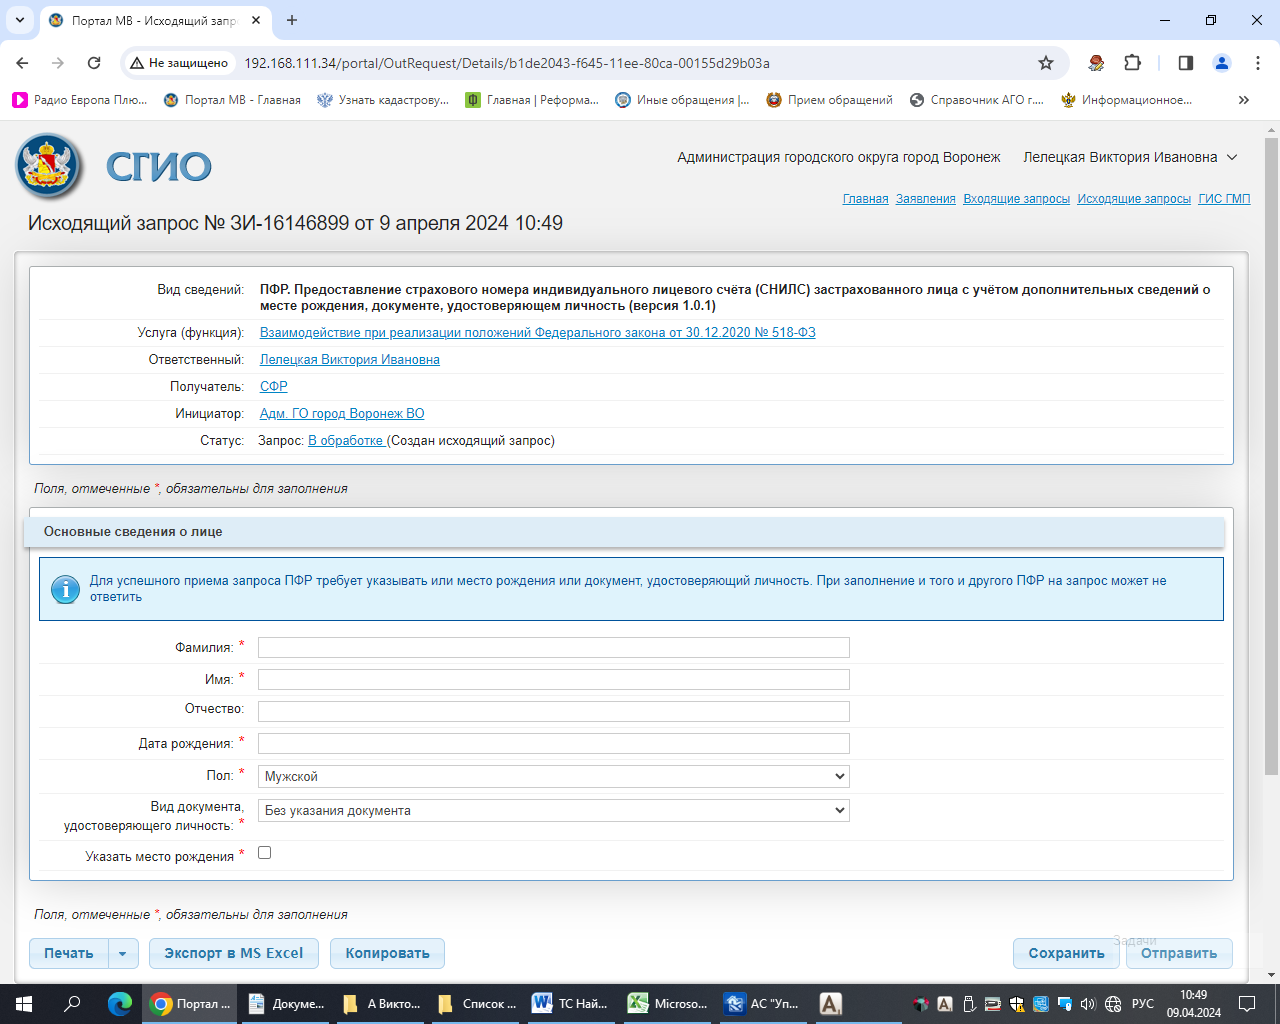 Портал МВ - Исходящий запр
Не защищено
192.168.111.34/portal/OutRequest/Details/b1de2043-f645-11ee-80ca-00155d29b03a
Радио Европа Плю...
Портал МВ - Главная
Узнать кадастрову...
Главная | Реформа...
Иные обращения |...
Прием обращений
Справочник АГО г....
Информационное...
СГИО
Администрация городского округа город Воронеж
Лелецкая Виктория Ивановна
Главная Заявления Входящие запросы Исходящие запросы ГИС ГМП
Исходящий запрос № ЗИ-16146899 от 9 апреля 2024 10:49
Вид сведений: ПФР. Предоставление страхового номера индивидуального лицевого счёта (СНИЛС) застрахованного лица с учётом дополнительных сведений о
месте рождения, документе, удостоверяющем личность (версия 1.0.1)
Услуга (функция): Взаимодействие при реализации положений Федерального закона от 30.12.2020 № 518-ФЗ
Ответственный: Лелецкая Виктория Ивановна
Получатель: СФР
Инициатор: Адм. ГО город Воронеж ВО
Статус: Запрос: В обработке (Создан исходящий запрос)
Поля, отмеченные *, обязательны для заполнения
Основные сведения о лице
Для успешного приема запроса ПФР требует указывать или место рождения или документ, удостоверяющий личность. При заполнение и того и другого ПФР на запрос может не
ответить
Фамилия: *
Имя: *
Отчество:
Дата рождения: *
Пол: * Мужской
Вид документа,
удостоверяющего личность: * Без указания документа
Указать место рождения *
Поля, отмеченные *, обязательны для заполнения
Печать
Экспорт в MS Excel
Копировать
Сохранить
Отправить
Задачи
Портал ...
Докуме...
А Викто...
Список ...
ТС Най...
Microso...
АС "Уп...
РУС
10:49
09.04.2024